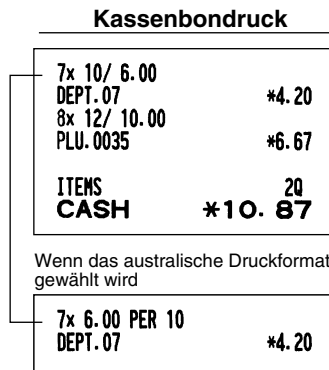 Kassenbondruck
7x 10/ 6.00
DEPT.07 *4.20
8x 12/ 10.00
PLU.0035 *6.67
ITEMS 2Q
CASH *10.87
Wenn das australische Druckformat
gewählt wird
7x 6.00 PER 10
DEPT.07 *4.20